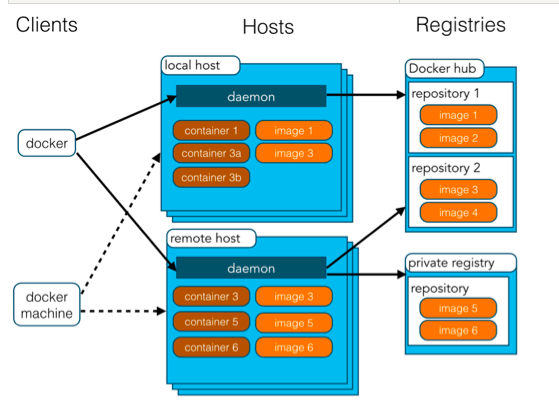 Clients
Hosts
Registries
local host
daemon
container 1
image 1
container 3a
image 3
container 3b
docker
docker
machine
remote host
daemon
container 3
image 3
container 5
image 5
container 6
image 6
Docker hub
repository 1
image 1
image 2
repository 2
image 3
image 4
private registry
repository
image 5
image 6